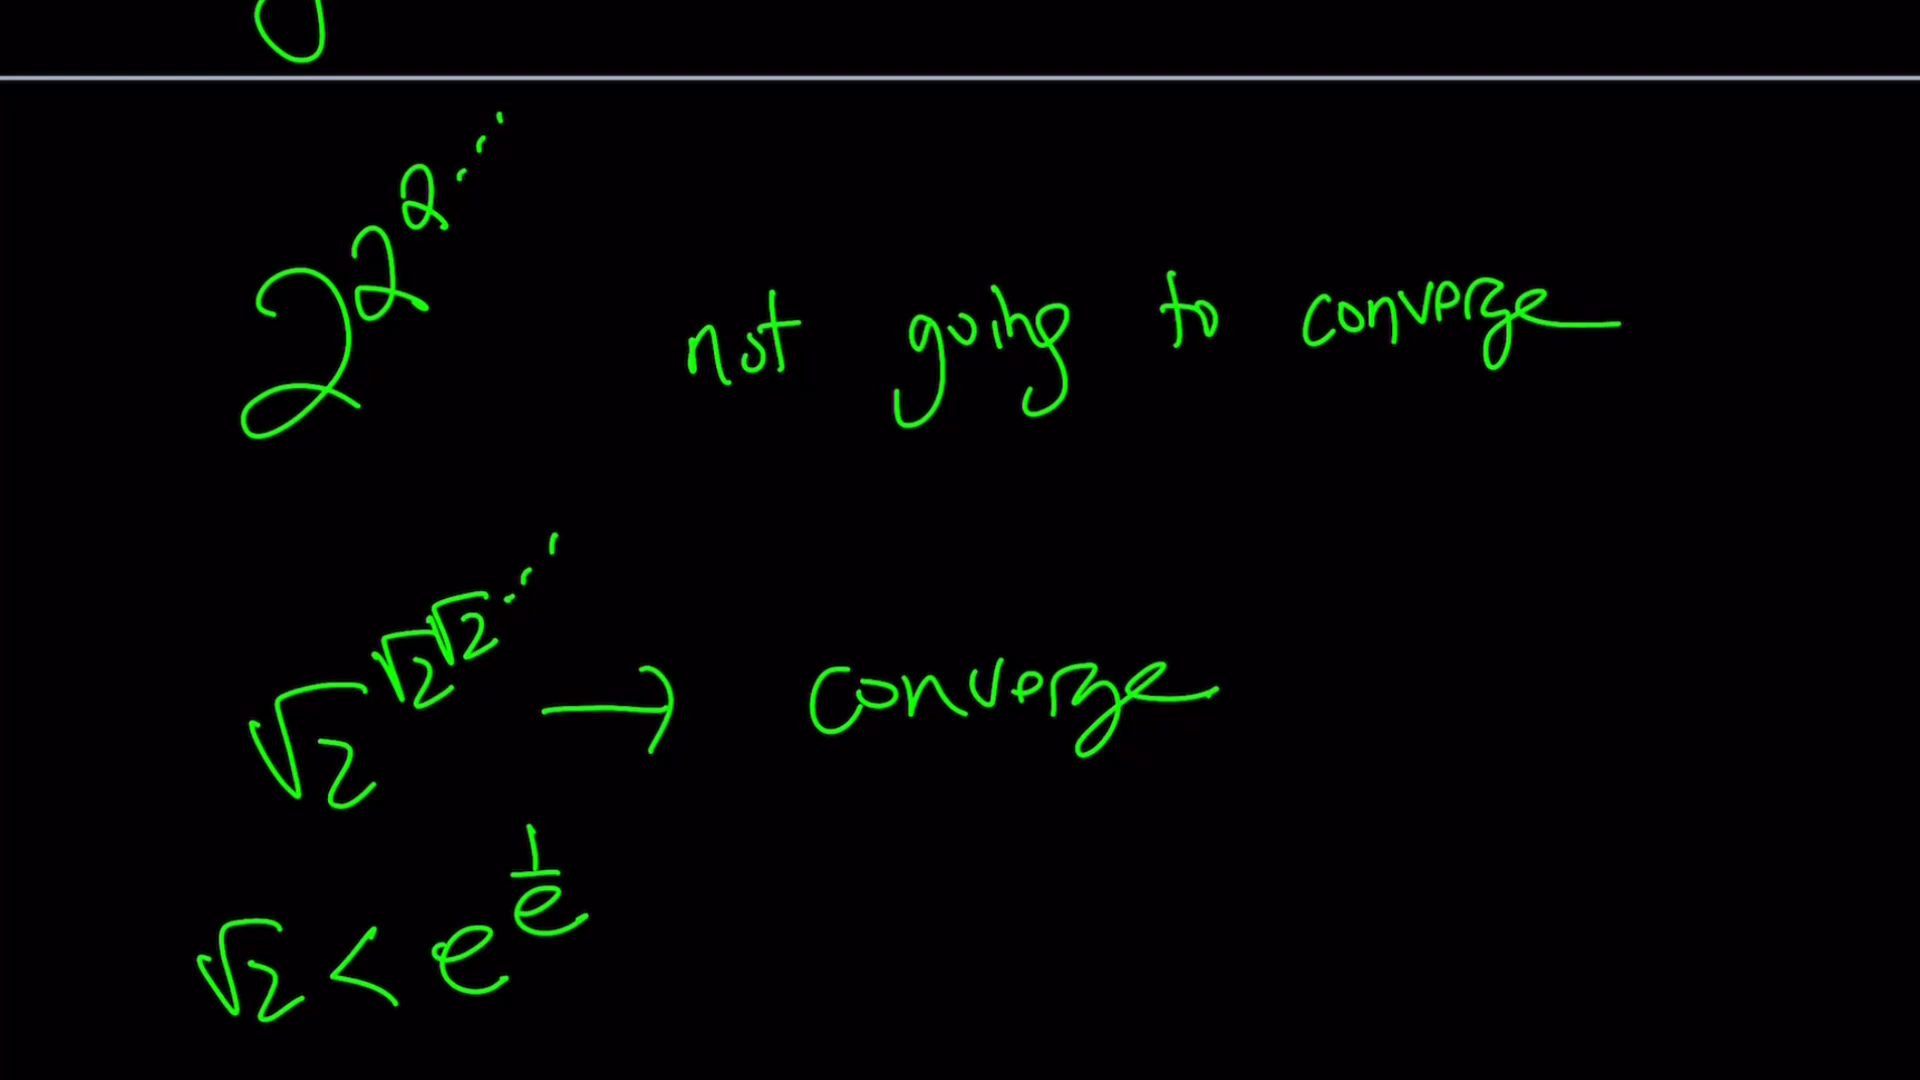 2^2^2^⋰ not going to converge
√2^√2^√2^⋰ → converge
√2 < e^(1/e)